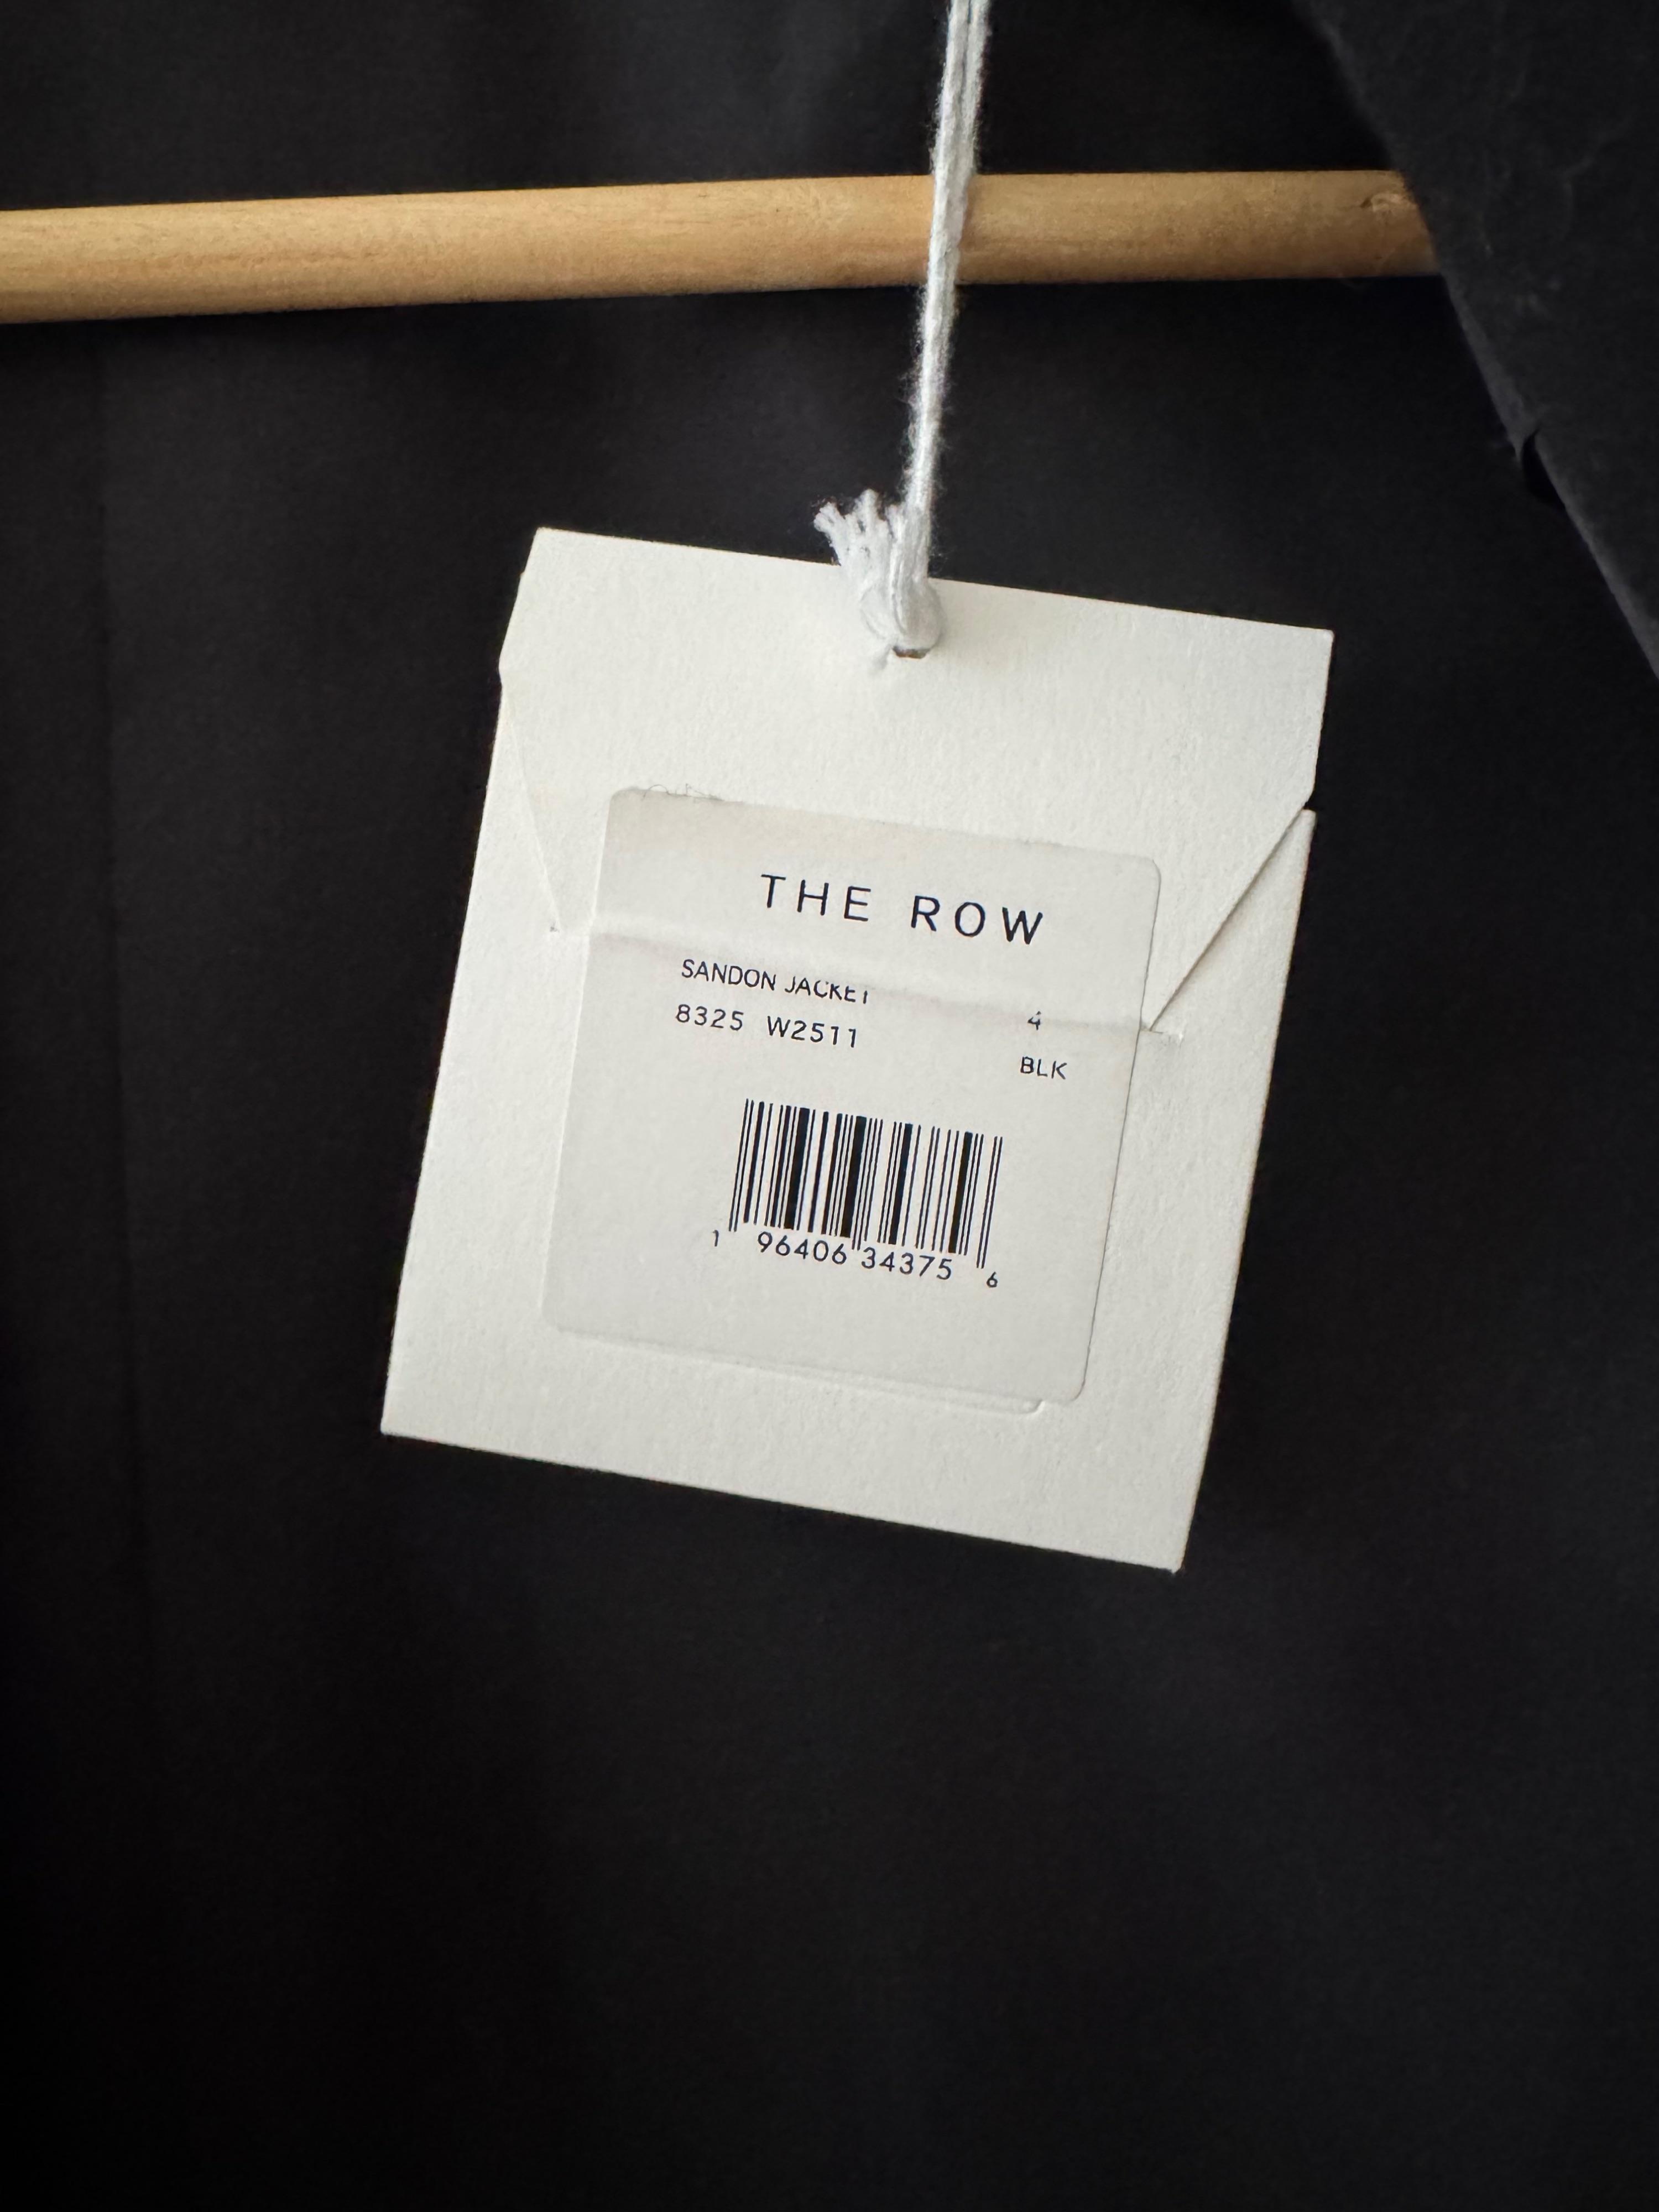 THE ROW
SANDON JACKET
8325 W2511 4
BLK
1 96406 34375 6